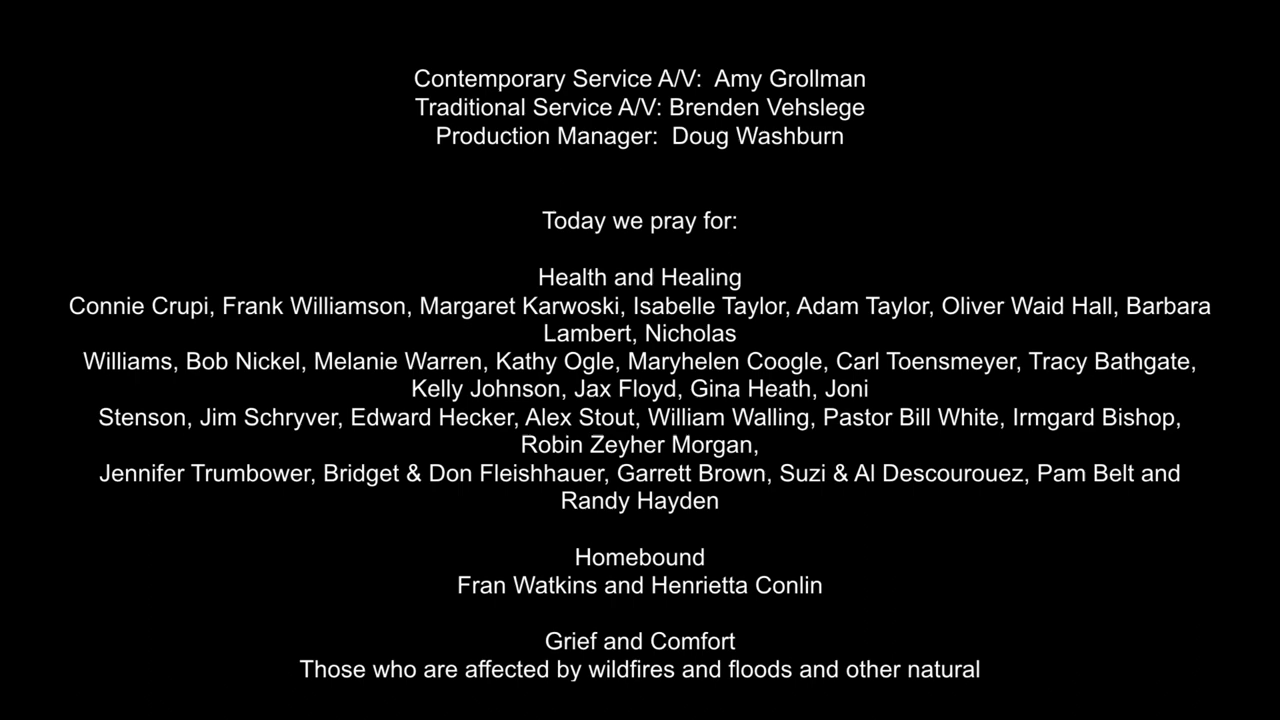 Contemporary Service A/V:  Amy Grollman
Traditional Service A/V: Brenden Vehslege
Production Manager:  Doug Washburn
Today we pray for:
Health and Healing
Connie Crupi, Frank Williamson, Margaret Karwoski, Isabelle Taylor, Adam Taylor, Oliver Waid Hall, Barbara
Lambert, Nicholas
Williams, Bob Nickel, Melanie Warren, Kathy Ogle, Maryhelen Coogle, Carl Toensmeyer, Tracy Bathgate,
Kelly Johnson, Jax Floyd, Gina Heath, Joni
Stenson, Jim Schryver, Edward Hecker, Alex Stout, William Walling, Pastor Bill White, Irmgard Bishop,
Robin Zeyher Morgan,
Jennifer Trumbower, Bridget & Don Fleishhauer, Garrett Brown, Suzi & Al Descourouez, Pam Belt and
Randy Hayden
Homebound
Fran Watkins and Henrietta Conlin
Grief and Comfort
Those who are affected by wildfires and floods and other natural